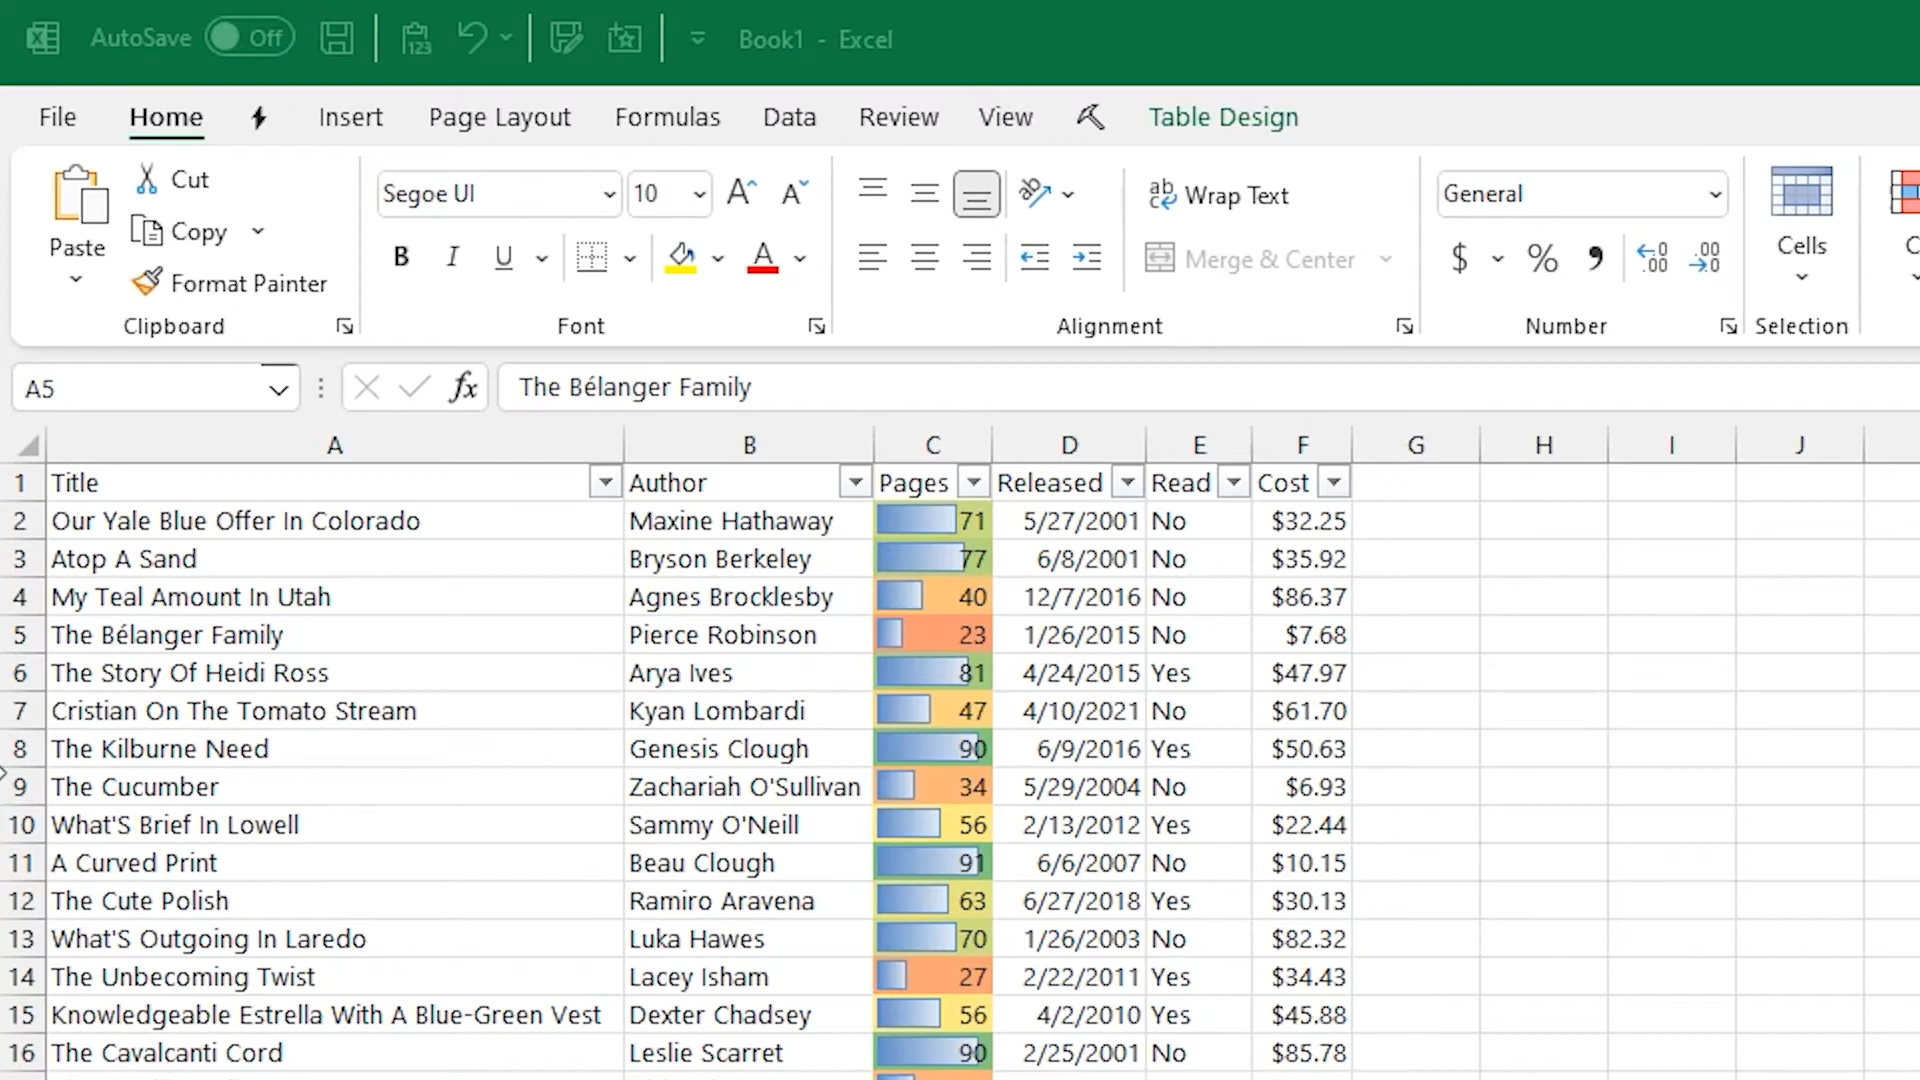 AutoSave Off 123 Book1 - Excel
File Home Insert Page Layout Formulas Data Review View Table Design
Paste Cut Copy Format Painter Clipboard
Segoe UI 10 A A B I U A Font
ab Wrap Text Merge & Center Alignment
General $ % , .00 .00 Number
Cells Selection
A5 fx The Bélanger Family
A B C D E F G H I J
1 Title Author Pages Released Read Cost
2 Our Yale Blue Offer In Colorado Maxine Hathaway 71 5/27/2001 No $32.25
3 Atop A Sand Bryson Berkeley 77 6/8/2001 No $35.92
4 My Teal Amount In Utah Agnes Brocklesby 40 12/7/2016 No $86.37
5 The Bélanger Family Pierce Robinson 23 1/26/2015 No $7.68
6 The Story Of Heidi Ross Arya Ives 81 4/24/2015 Yes $47.97
7 Cristian On The Tomato Stream Kyan Lombardi 47 4/10/2021 No $61.70
8 The Kilburne Need Genesis Clough 90 6/9/2016 Yes $50.63
9 The Cucumber Zachariah O'Sullivan 34 5/29/2004 No $6.93
10 What'S Brief In Lowell Sammy O'Neill 56 2/13/2012 Yes $22.44
11 A Curved Print Beau Clough 91 6/6/2007 No $10.15
12 The Cute Polish Ramiro Aravena 63 6/27/2018 Yes $30.13
13 What'S Outgoing In Laredo Luka Hawes 70 1/26/2003 No $82.32
14 The Unbecoming Twist Lacey Isham 27 2/22/2011 Yes $34.43
15 Knowledgeable Estrella With A Blue-Green Vest Dexter Chadsey 56 4/2/2010 Yes $45.88
16 The Cavalcanti Cord Leslie Scarret 90 2/25/2001 No $85.78